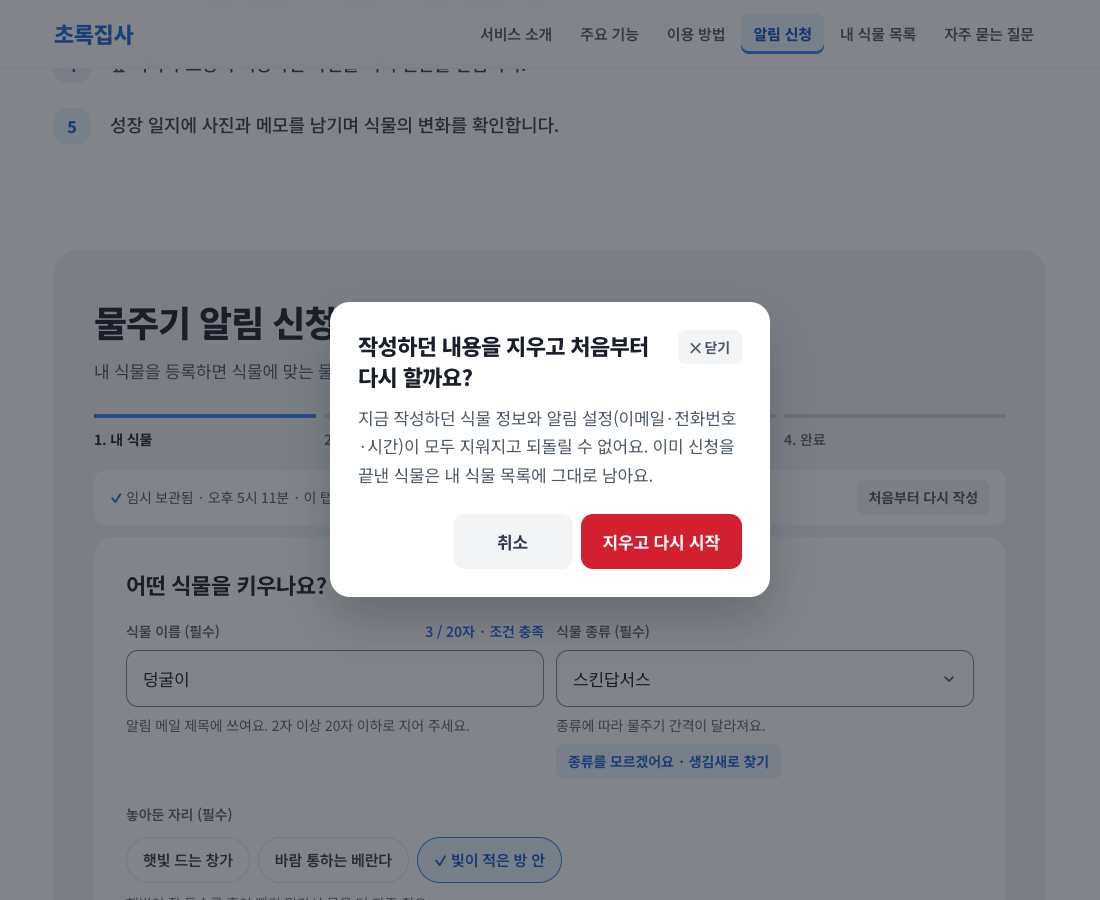 초록집사
서비스 소개
주요 기능
이용 방법
알림 신청
내 식물 목록
자주 묻는 질문
5
성장 일지에 사진과 메모를 남기며 식물의 변화를 확인합니다.
물주기 알림 신청
내 식물을 등록하면 식물에 맞는 물
1. 내 식물
2
4. 완료
임시 보관됨 · 오후 5시 11분 · 이 탭
처음부터 다시 작성
작성하던 내용을 지우고 처음부터
다시 할까요?
닫기
지금 작성하던 식물 정보와 알림 설정(이메일·전화번호
·시간)이 모두 지워지고 되돌릴 수 없어요. 이미 신청을
끝낸 식물은 내 식물 목록에 그대로 남아요.
취소
지우고 다시 시작
어떤 식물을 키우나요?
식물 이름 (필수)
3 / 20자 · 조건 충족
덩굴이
알림 메일 제목에 쓰여요. 2자 이상 20자 이하로 지어 주세요.
식물 종류 (필수)
스킨답서스
종류에 따라 물주기 간격이 달라져요.
종류를 모르겠어요 · 생김새로 찾기
놓아둔 자리 (필수)
햇빛 드는 창가
바람 통하는 베란다
빛이 적은 방 안